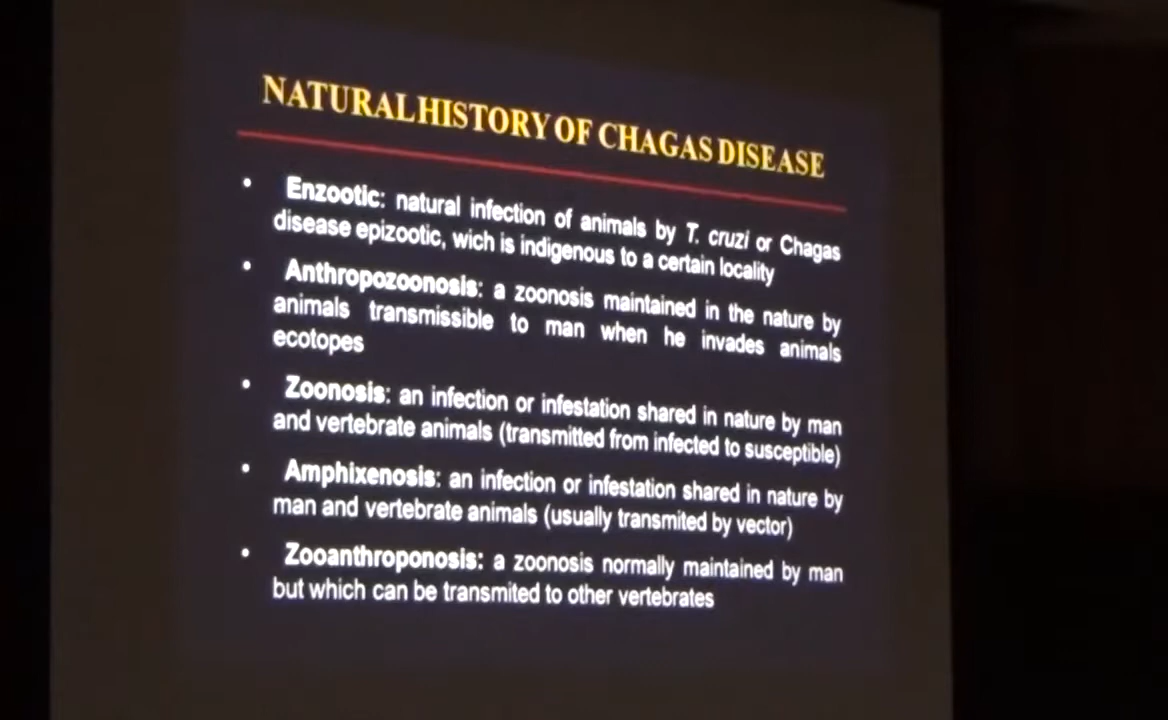 NATURAL HISTORY OF CHAGAS DISEASE
• Enzootic: natural infection of animals by T. cruzi or Chagas
disease epizootic, wich is indigenous to a certain locality
• Anthropozoonosis: a zoonosis maintained in the nature by
animals transmissible to man when he invades animals
ecotopes
• Zoonosis: an infection or infestation shared in nature by man
and vertebrate animals (transmitted from infected to susceptible)
• Amphixenosis: an infection or infestation shared in nature by
man and vertebrate animals (usually transmited by vector)
• Zooanthroponosis: a zoonosis normally maintained by man
but which can be transmited to other vertebrates